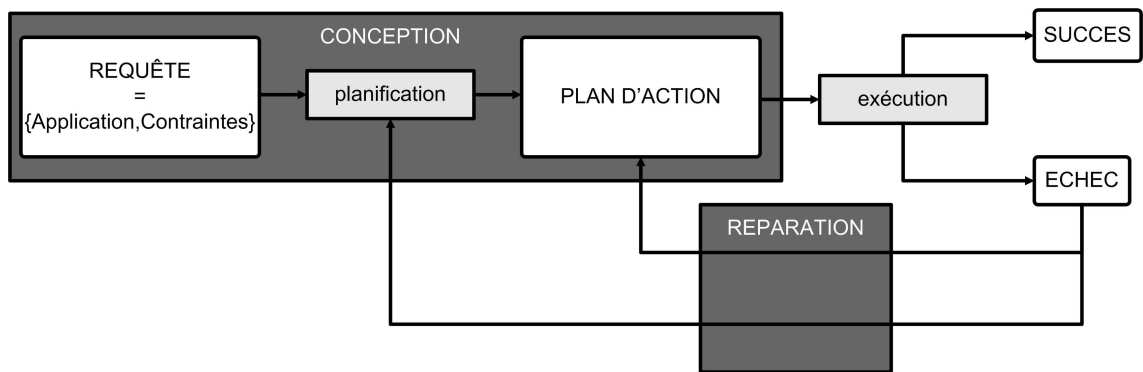 CONCEPTION
REQUÊTE
=
{Application,Contraintes}
planification
PLAN D'ACTION
exécution
SUCCES
ECHEC
REPARATION